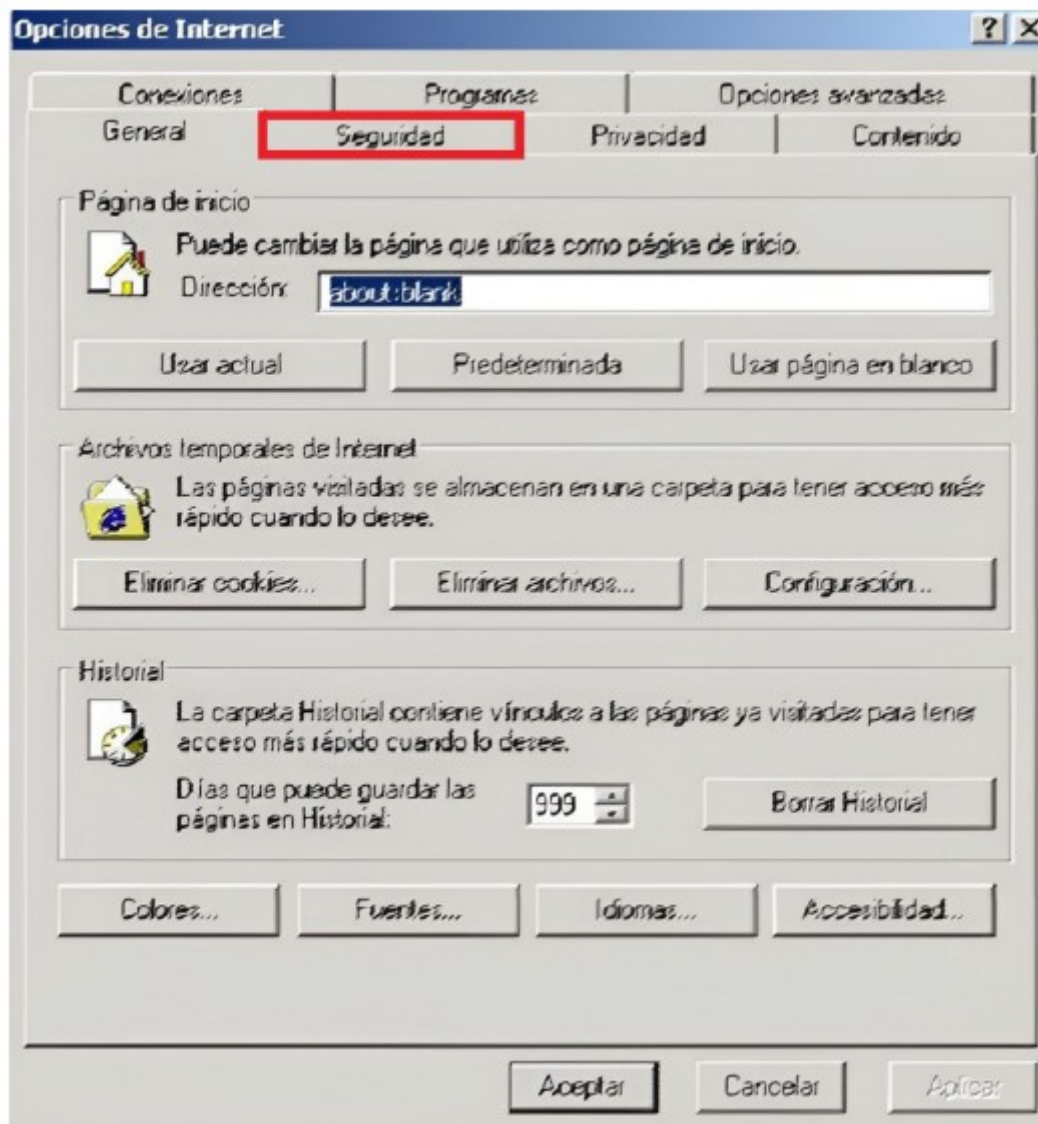 Opciones de Internet
Conexiones Programas Opciones avanzadas
General Seguridad Privacidad Contenido
Página de inicio
Puede cambiar la página que utiliza como página de inicio.
Dirección: about:blank
Usar actual Predeterminada Usar página en blanco
Archivos temporales de Internet
Las páginas visitadas se almacenan en una carpeta para tener acceso más
rápido cuando lo desee.
Eliminar cookies... Eliminar archivos... Configuración...
Historial
La carpeta Historial contiene vínculos a las páginas ya visitadas para tener
acceso más rápido cuando lo desee.
Días que puede guardar las
páginas en Historial: 999 Borrar Historial
Colores... Fuentes... Idiomas... Accesibilidad...
Aceptar Cancelar Aplicar